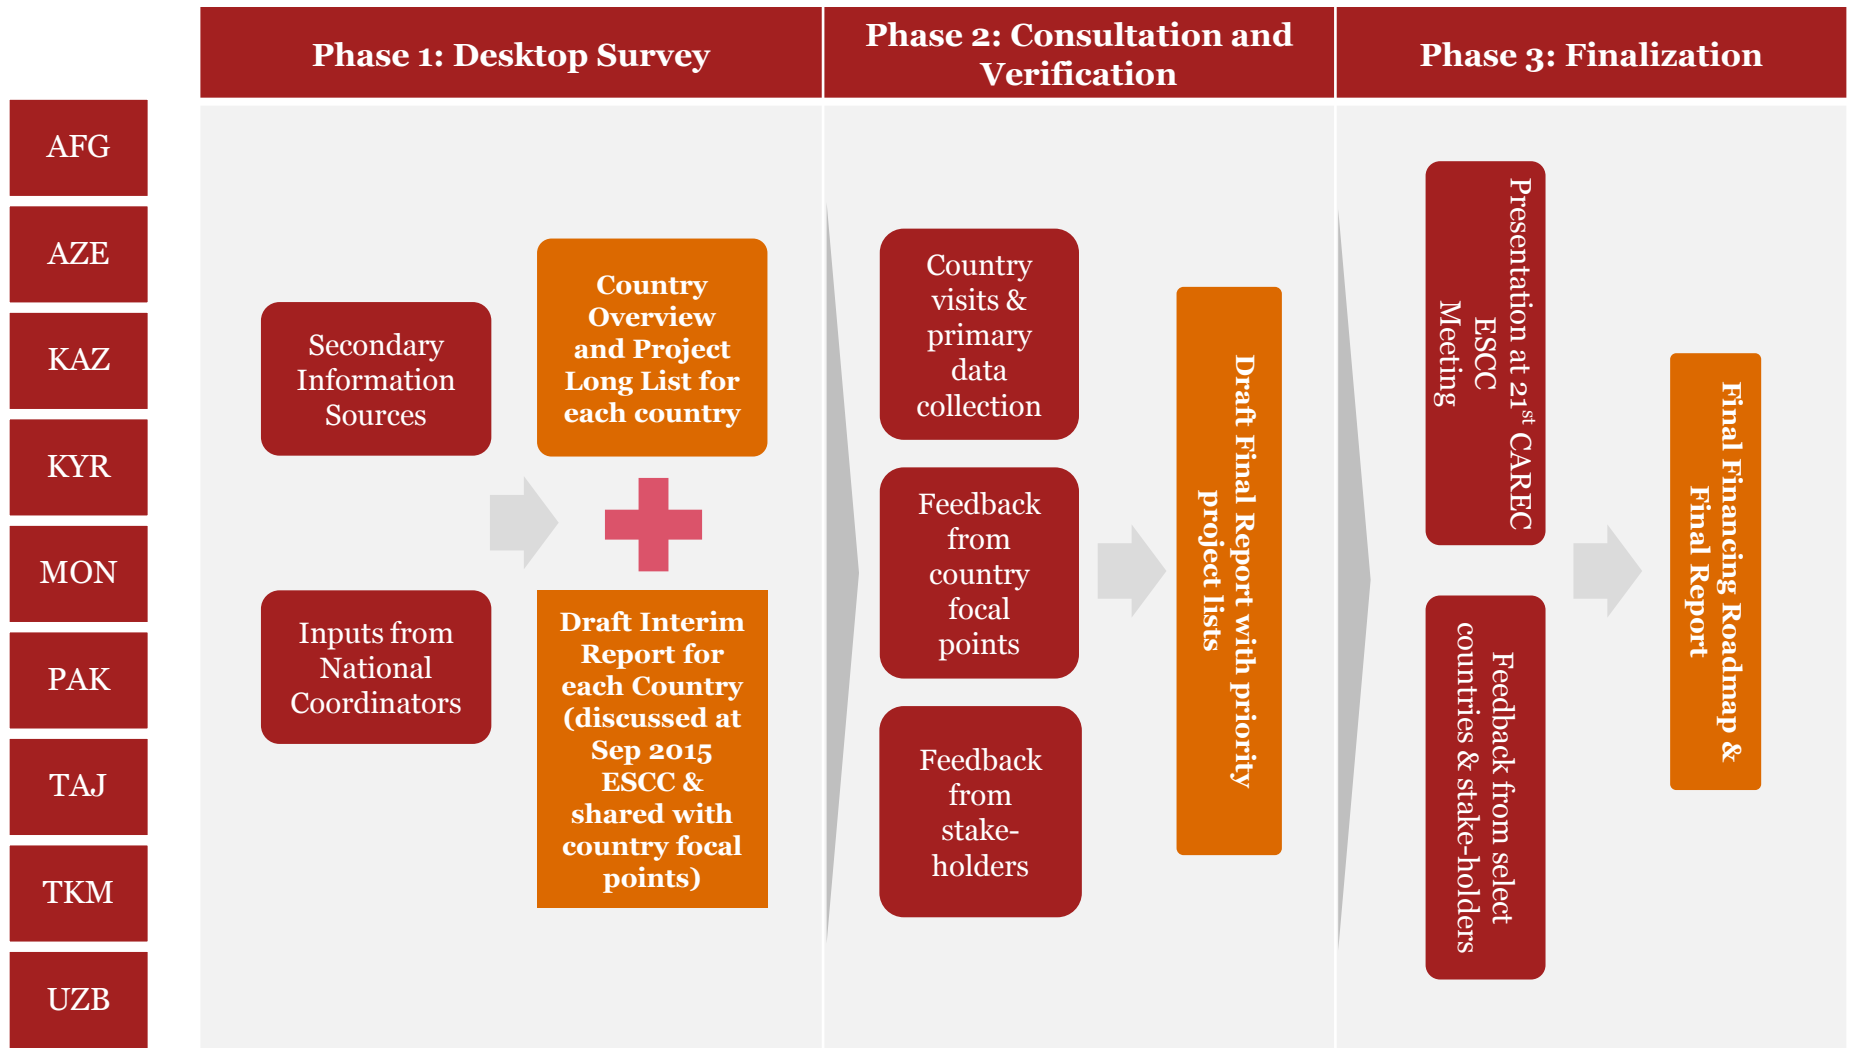 Phase 1: Desktop Survey
Phase 2: Consultation and
Verification
Phase 3: Finalization
AFG
AZE
KAZ
KYR
MON
PAK
TAJ
TKM
UZB
Secondary
Information
Sources
Inputs from
National
Coordinators
Country
Overview
and Project
Long List for
each country
Draft Interim
Report for
each Country
(discussed at
Sep 2015
ESCC &
shared with
country focal
points)
Country
visits &
primary
data
collection
Feedback
from
country
focal
points
Feedback
from
stake-
holders
Draft Final Report with priority
project lists
Presentation at 21st CAREC
ESCC
Meeting
Feedback from select
countries & stake-holders
Final Financing Roadmap &
Final Report